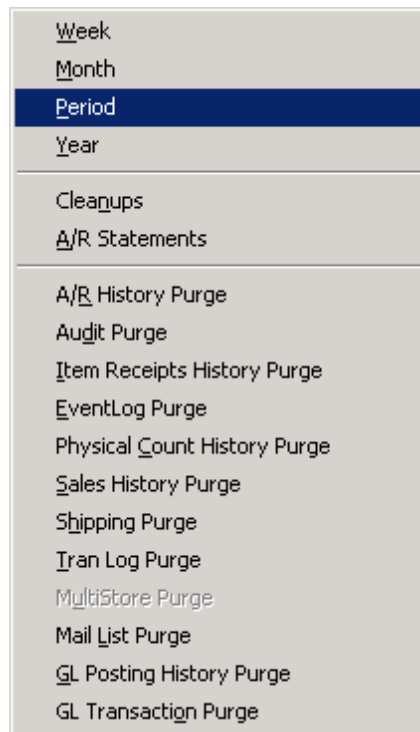 Week
Month
Period
Year
Cleanups
A/R Statements
A/R History Purge
Audit Purge
Item Receipts History Purge
EventLog Purge
Physical Count History Purge
Sales History Purge
Shipping Purge
Tran Log Purge
MultiStore Purge
Mail List Purge
GL Posting History Purge
GL Transaction Purge